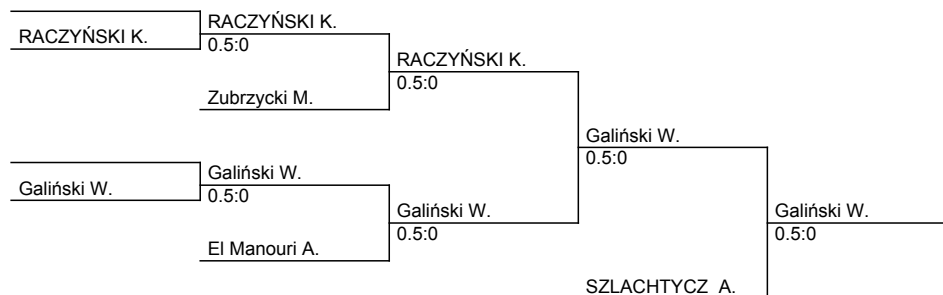 RACZYŃSKI K.
RACZYŃSKI K.
0.5:0
RACZYŃSKI K.
0.5:0
Zubrzycki M.
Galiński W.
0.5:0
Galiński W.
Galiński W.
0.5:0
Galiński W.
0.5:0
Galiński W.
0.5:0
El Manouri A.
SZLACHTYCZ A.